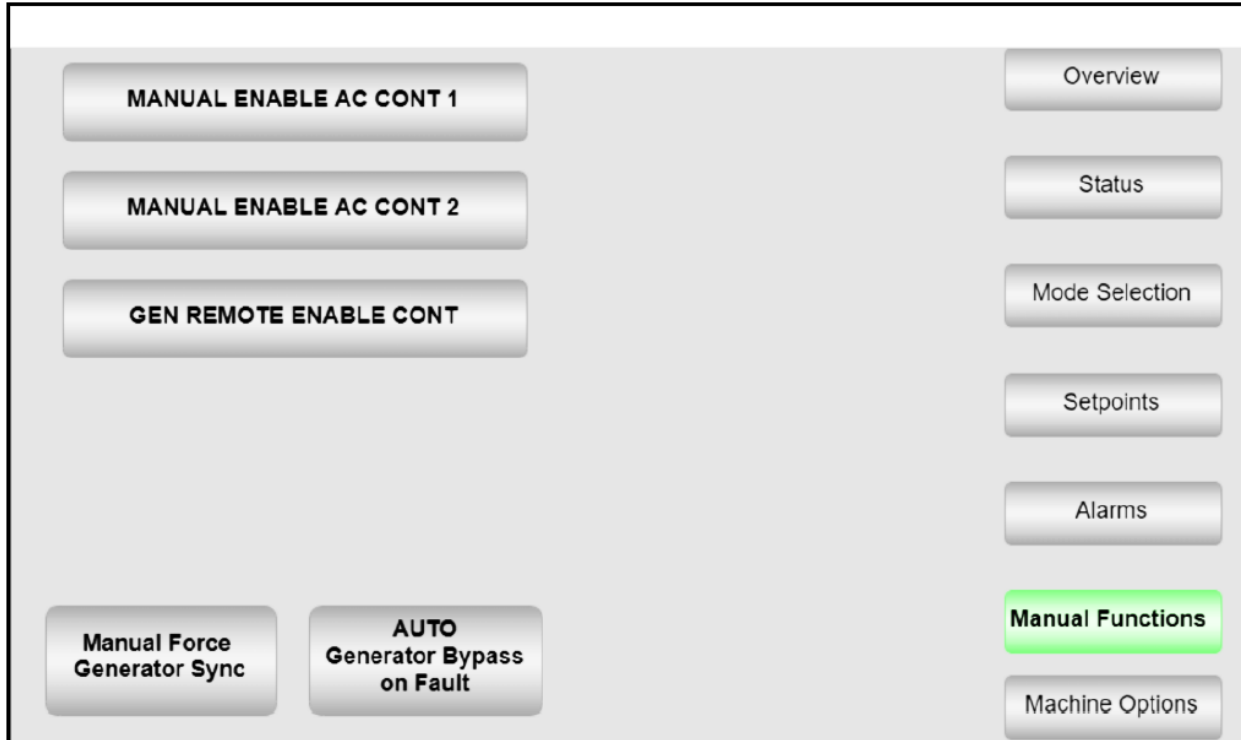 MANUAL ENABLE AC CONT 1
MANUAL ENABLE AC CONT 2
GEN REMOTE ENABLE CONT
Manual Force
Generator Sync
AUTO
Generator Bypass
on Fault
Overview
Status
Mode Selection
Setpoints
Alarms
Manual Functions
Machine Options